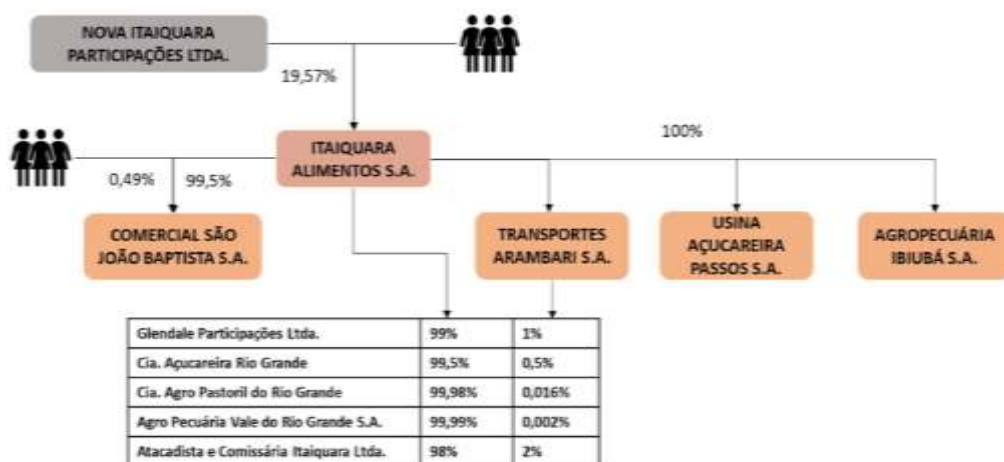 NOVA ITAIQUARA
PARTICIPAÇÕES LTDA.
19,57%
ITAIQUARA
ALIMENTOS S.A.
100%
0,49%
99,5%
COMERCIAL SÃO
JOÃO BAPTISTA S.A.
TRANSPORTES
ARAMBARI S.A.
USINA
AÇUCAREIRA
PASSOS S.A.
AGROPECUÁRIA
IBIUBÁ S.A.
Glendale Participações Ltda. 99% 1%
Cia. Açucareira Rio Grande 99,5% 0,5%
Cia. Agro Pastoril do Rio Grande 99,98% 0,016%
Agro Pecuária Vale do Rio Grande S.A. 99,99% 0,002%
Atacadista e Comissária Itaiquara Ltda. 98% 2%